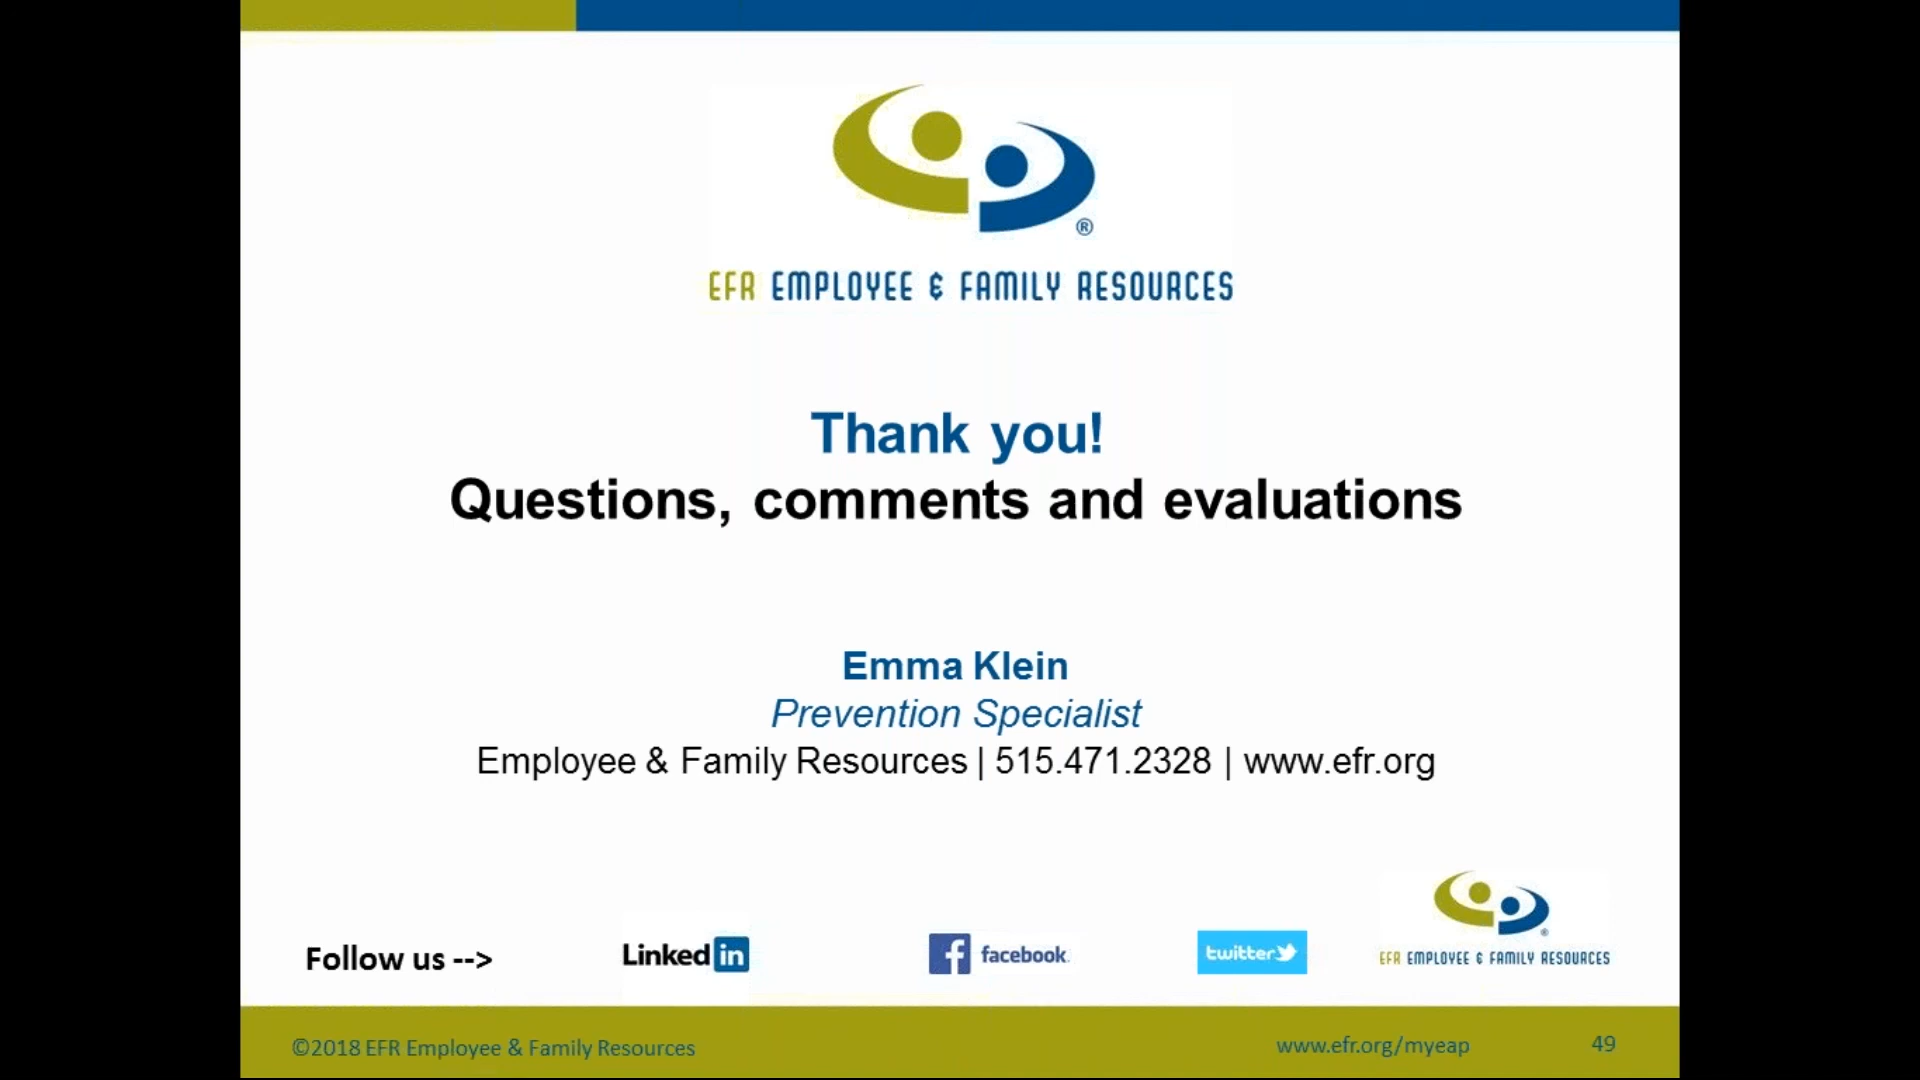 ®
EFR EMPLOYEE & FAMILY RESOURCES
Thank you!
Questions, comments and evaluations
Emma Klein
Prevention Specialist
Employee & Family Resources | 515.471.2328 | www.efr.org
Follow us -->
Linked in
f facebook.
twitter
EFR EMPLOYEE & FAMILY RESOURCES
©2018 EFR Employee & Family Resources
www.efr.org/myeap
49